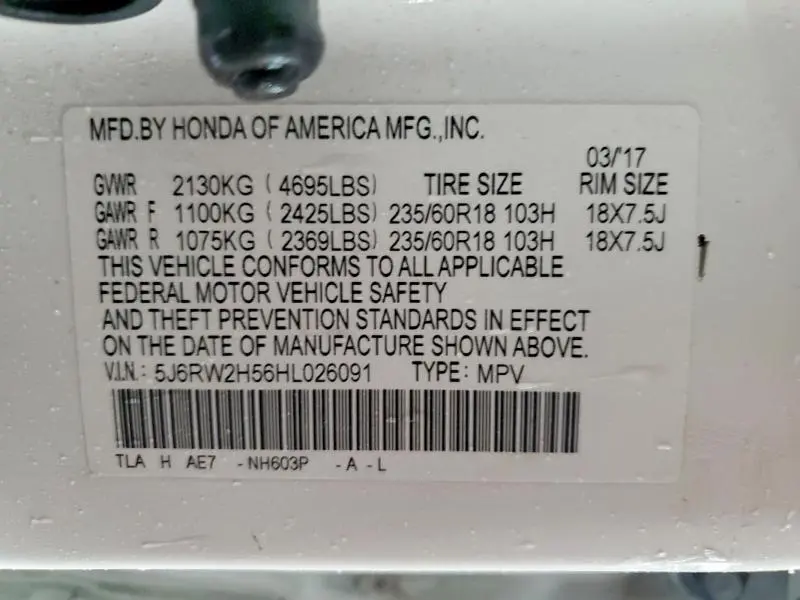 MFD.BY HONDA OF AMERICA MFG.,INC.
03/'17
GVWR 2130KG ( 4695LBS) TIRE SIZE RIM SIZE
GAWR F 1100KG ( 2425LBS) 235/60R18 103H 18X7.5J
GAWR R 1075KG ( 2369LBS) 235/60R18 103H 18X7.5J
THIS VEHICLE CONFORMS TO ALL APPLICABLE
FEDERAL MOTOR VEHICLE SAFETY
AND THEFT PREVENTION STANDARDS IN EFFECT
ON THE DATE OF MANUFACTURE SHOWN ABOVE.
V.I.N.: 5J6RW2H56HL026091 TYPE: MPV
TLA H AE7 -NH603P -A -L